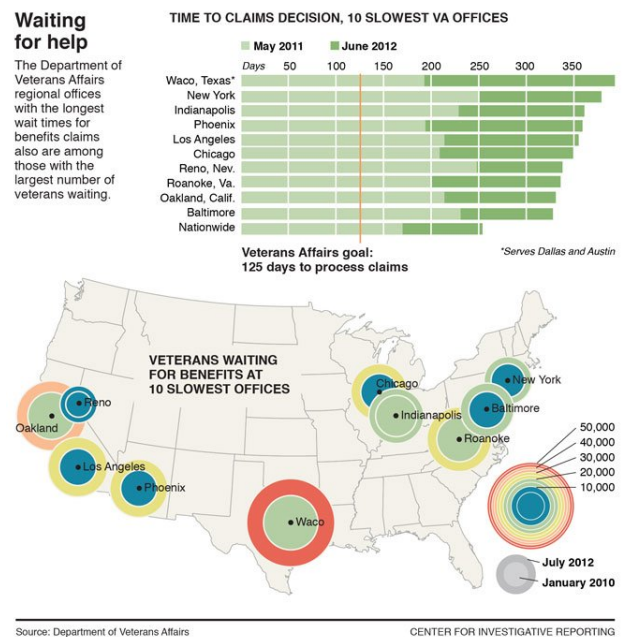 Waiting
for help
The Department of
Veterans Affairs
regional offices
with the longest
wait times for
benefits claims
also are among
those with the
largest number of
veterans waiting.
TIME TO CLAIMS DECISION, 10 SLOWEST VA OFFICES
May 2011 June 2012
Days 50 100 150 200 250 300 350
Waco, Texas*
New York
Indianapolis
Phoenix
Los Angeles
Chicago
Reno, Nev.
Roanoke, Va.
Oakland, Calif.
Baltimore
Nationwide
Veterans Affairs goal:
125 days to process claims
*Serves Dallas and Austin
VETERANS WAITING
FOR BENEFITS AT
10 SLOWEST OFFICES
Chicago
New York
Reno
Baltimore
Indianapolis
Oakland
Roanoke
Los Angeles
Phoenix
Waco
50,000
40,000
30,000
20,000
10,000
July 2012
January 2010
Source: Department of Veterans Affairs
CENTER FOR INVESTIGATIVE REPORTING